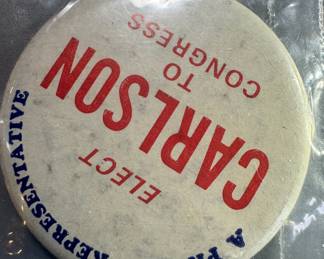 ELECT
CARLSON
TO
CONGRESS
REPRESENTATIVE